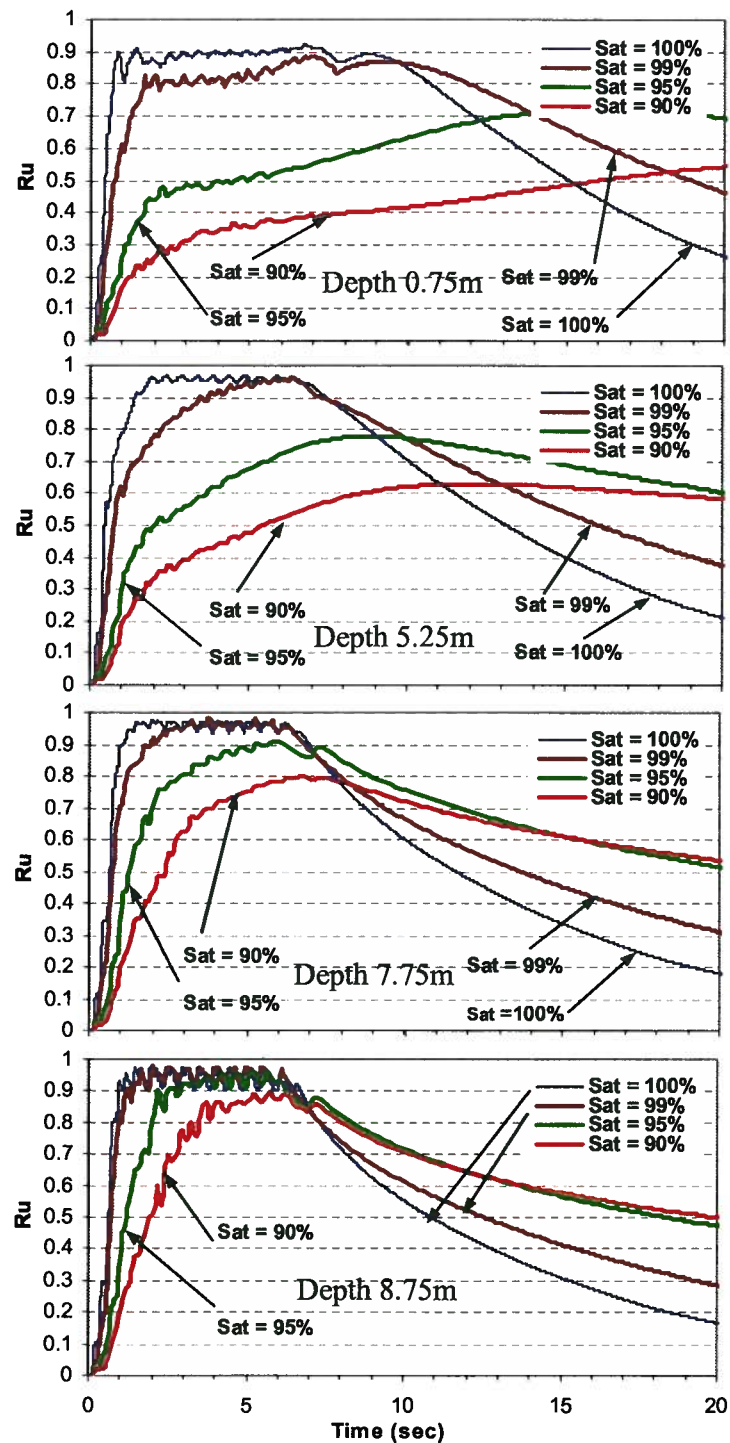 1
0.9
0.8
0.7
0.6
0.5
0.4
0.3
0.2
0.1
0
Ru
Sat = 100%
Sat = 99%
Sat = 95%
Sat = 90%
Sat = 90%
Depth 0.75m
Sat = 99%
Sat = 95%
Sat = 100%
1
0.9
0.8
0.7
0.6
0.5
0.4
0.3
0.2
0.1
0
Ru
Sat = 100%
Sat = 99%
Sat = 95%
Sat = 90%
Sat = 90%
Sat = 99%
Depth 5.25m
Sat = 95%
Sat = 100%
1
0.9
0.8
0.7
0.6
0.5
0.4
0.3
0.2
0.1
0
Ru
Sat = 100%
Sat = 99%
Sat = 95%
Sat = 90%
Sat = 90%
Sat = 99%
Depth 7.75m
Sat = 95%
Sat =100%
1
0.9
0.8
0.7
0.6
0.5
0.4
0.3
0.2
0.1
0
Ru
Sat = 100%
Sat = 99%
Sat = 95%
Sat = 90%
Sat = 90%
Depth 8.75m
Sat = 95%
0 5 10 15 20
Time (sec)